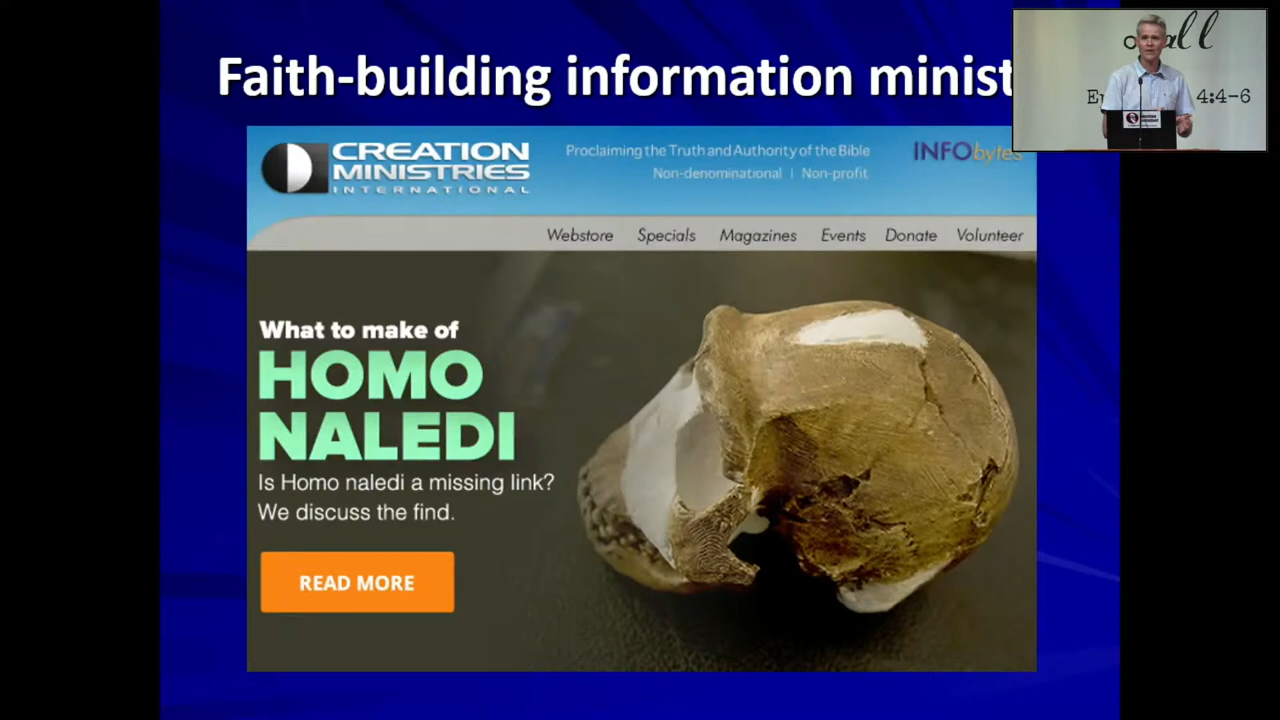 Faith-building information minist
all
4:4-6
CREATION
MINISTRIES
INTERNATIONAL
Proclaiming the Truth and Authority of the Bible
Non-denominational | Non-profit
INFObytes
Webstore Specials Magazines Events Donate Volunteer
What to make of
HOMO
NALEDI
Is Homo naledi a missing link?
We discuss the find.
READ MORE